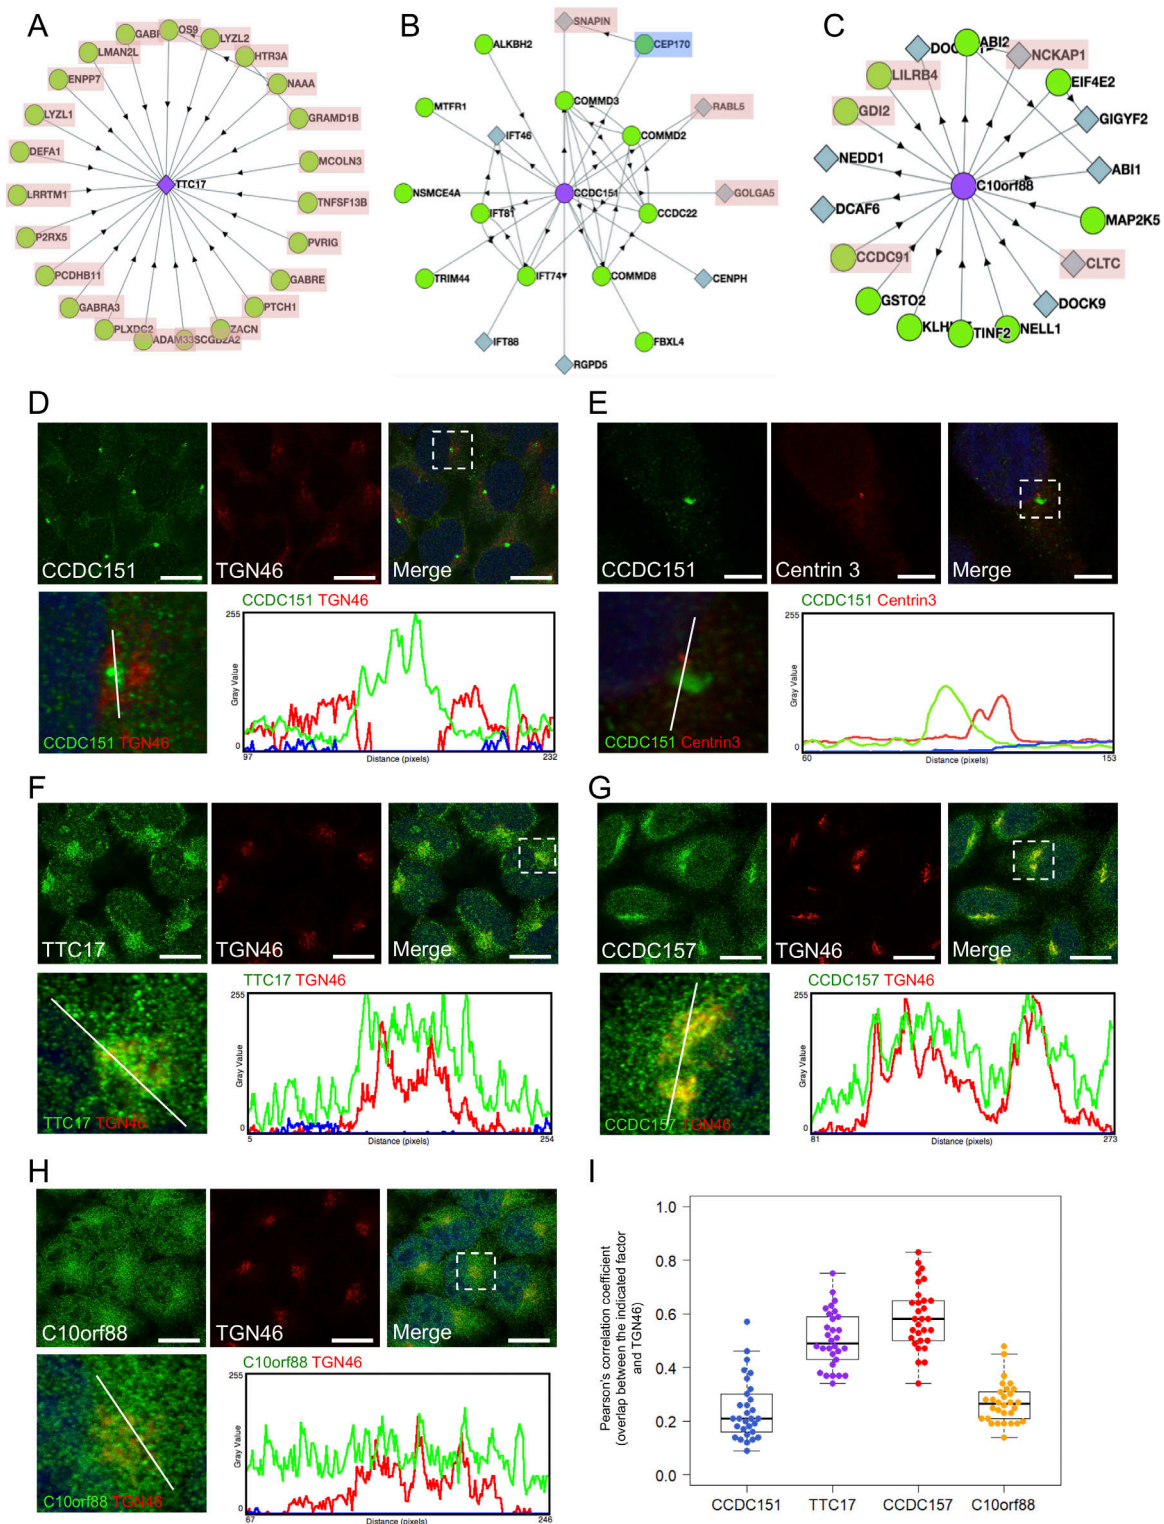 A
GABR
OS9
LYZL2
LMAN2L
HTR3A
ENPP7
NAAA
LYZL1
GRAMD1B
DEFA1
MCOLN3
TTC17
LRRTM1
TNFSF13B
P2RX5
PVRIG
PCDHB11
GABRE
GABRA3
PTCH1
PLXDC2
ZACN
ADAM33
SCGB2A2
B
SNAPIN
ALKBH2
CEP170
MTFR1
COMMD3
RABL5
IFT46
COMMD2
NSMCE4A
CCDC151
GOLGA5
IFT81
CCDC22
TRIM44
IFT74
COMMD8
CENPH
IFT88
FBXL4
RGPD5
C
DOC
ABI2
NCKAP1
LILRB4
EIF4E2
GDI2
GIGYF2
NEDD1
ABI1
C10orf88
DCAF6
MAP2K5
CCDC91
CLTC
GSTO2
DOCK9
KLH
TINF2
NELL1
D
CCDC151
TGN46
Merge
CCDC151 TGN46
255
Gray Value
0
97
Distance (pixels)
232
CCDC151 TGN46
E
CCDC151
Centrin 3
Merge
CCDC151 Centrin3
255
Gray Value
0
60
Distance (pixels)
153
CCDC151 Centrin3
F
TTC17
TGN46
Merge
TTC17 TGN46
255
Gray Value
0
5
Distance (pixels)
254
TTC17 TGN46
G
CCDC157
TGN46
Merge
CCDC157 TGN46
255
Gray Value
0
81
Distance (pixels)
273
CCDC157 TGN46
H
C10orf88
TGN46
Merge
C10orf88 TGN46
255
Gray Value
0
67
Distance (pixels)
246
C10orf88 TGN46
I
Pearson's correlation coefficient
(overlap between the indicated factor
and TGN46)
1.0
0.8
0.6
0.4
0.2
0.0
CCDC151
TTC17
CCDC157
C10orf88